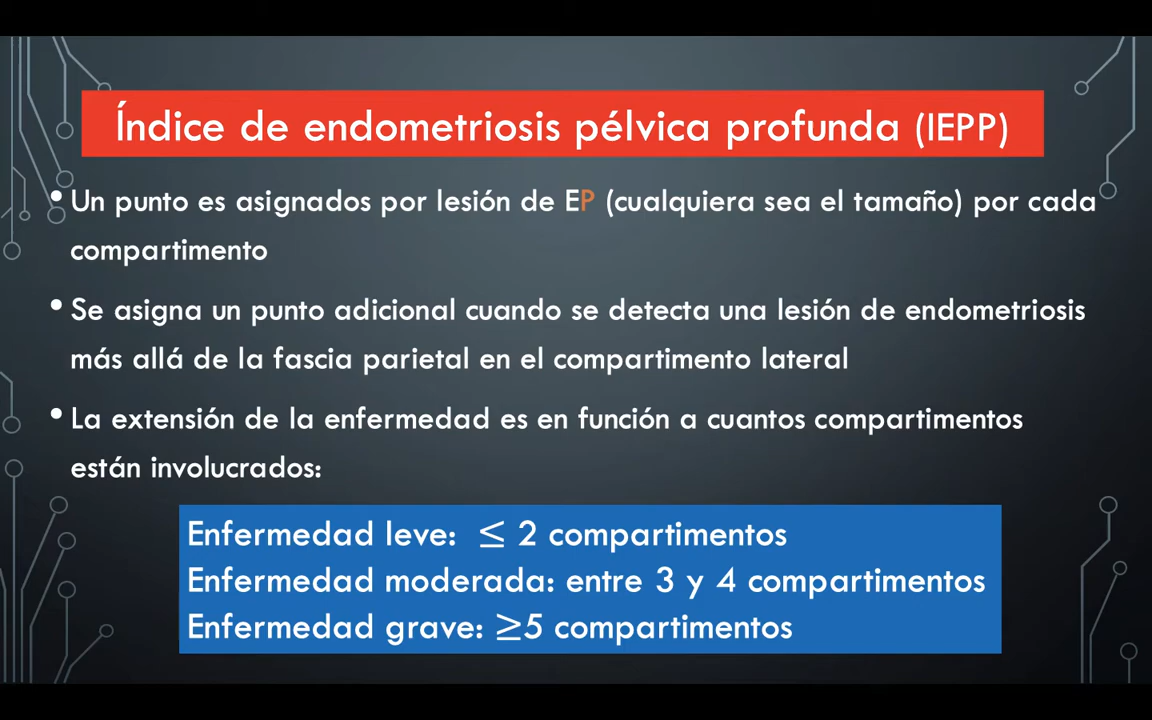 Índice de endometriosis pélvica profunda (IEPP)
• Un punto es asignados por lesión de EP (cualquiera sea el tamaño) por cada
compartimento
• Se asigna un punto adicional cuando se detecta una lesión de endometriosis
más allá de la fascia parietal en el compartimento lateral
• La extensión de la enfermedad es en función a cuantos compartimentos
están involucrados:
Enfermedad leve: ≤ 2 compartimentos
Enfermedad moderada: entre 3 y 4 compartimentos
Enfermedad grave: ≥5 compartimentos